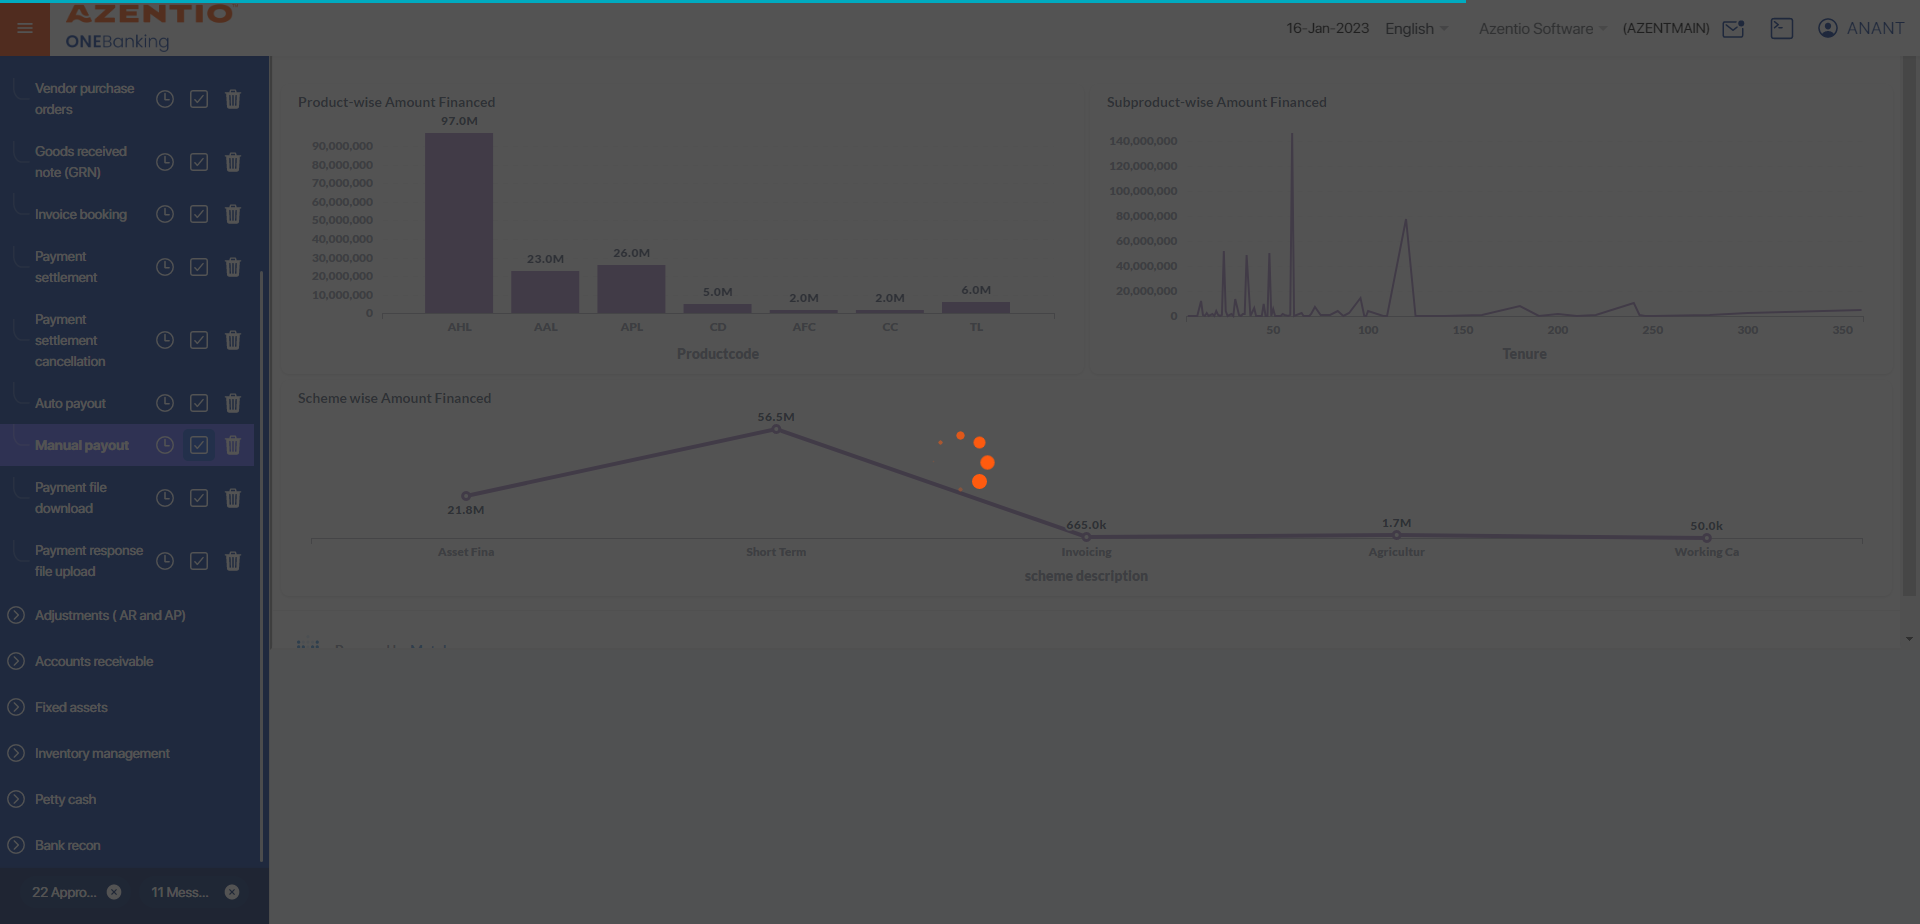 AZENTIO
ONEBanking
16-Jan-2023
English
Azentio Software
(AZENTMAIN)
ANANT
Vendor purchase
orders
Goods received
note (GRN)
Invoice booking
Payment
settlement
Payment
settlement
cancellation
Auto payout
Manual payout
Payment file
download
Payment response
file upload
Adjustments ( AR and AP)
Accounts receivable
Fixed assets
Inventory management
Petty cash
Bank recon
22 Appro...
11 Mess...
Product-wise Amount Financed
97.0M
90,000,000
80,000,000
70,000,000
60,000,000
50,000,000
40,000,000
30,000,000
20,000,000
10,000,000
0
23.0M
26.0M
5.0M
2.0M
2.0M
6.0M
AHL
AAL
APL
CD
AFC
CC
TL
Productcode
Subproduct-wise Amount Financed
140,000,000
120,000,000
100,000,000
80,000,000
60,000,000
40,000,000
20,000,000
0
50
100
150
200
250
300
350
Tenure
Scheme wise Amount Financed
56.5M
21.8M
665.0k
1.7M
50.0k
Asset Fina
Short Term
Invoicing
Agricultur
Working Ca
scheme description